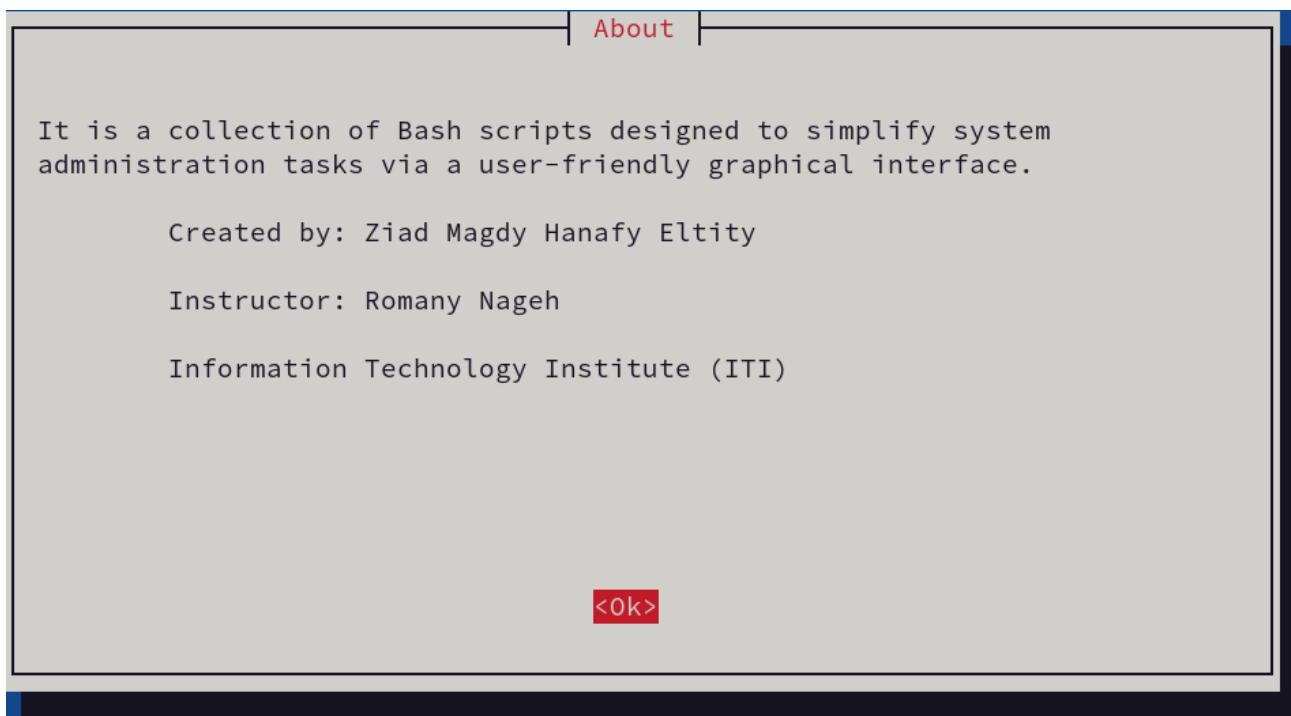 About
It is a collection of Bash scripts designed to simplify system
administration tasks via a user-friendly graphical interface.
Created by: Ziad Magdy Hanafy Eltity
Instructor: Romany Nageh
Information Technology Institute (ITI)
<Ok>